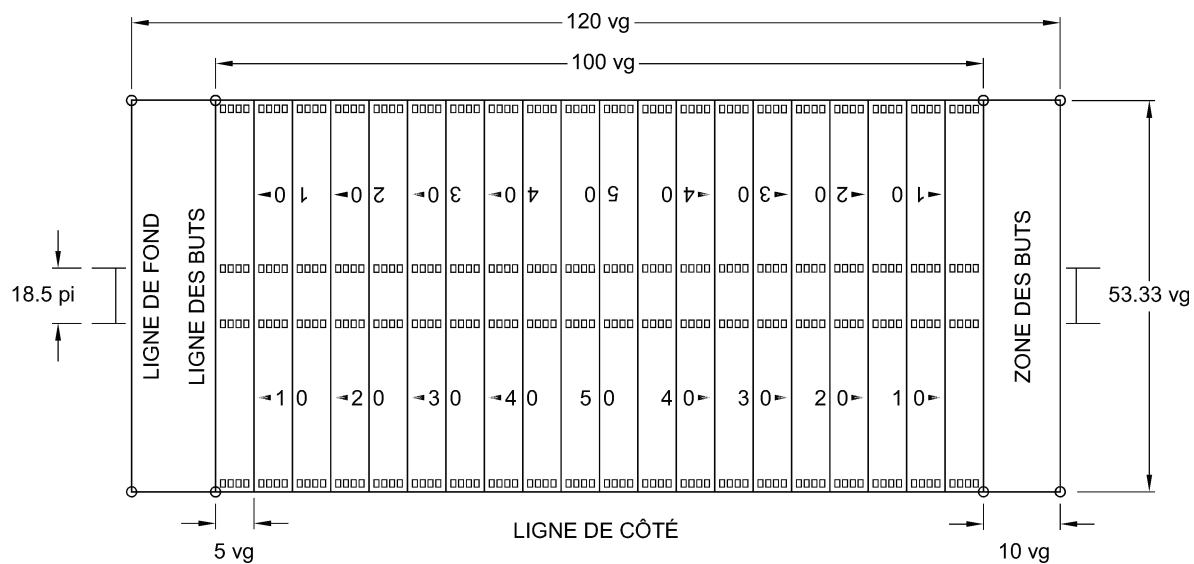 120 vg
100 vg
0 1 0 2 0 3 0 4 0 5 0 4 0 3 0 2 0 1
LIGNE DE FOND
LIGNE DES BUTS
ZONE DES BUTS
18.5 pi
53.33 vg
1 0 2 0 3 0 4 0 5 0 4 0 3 0 2 0 1 0
LIGNE DE CÔTÉ
5 vg
10 vg